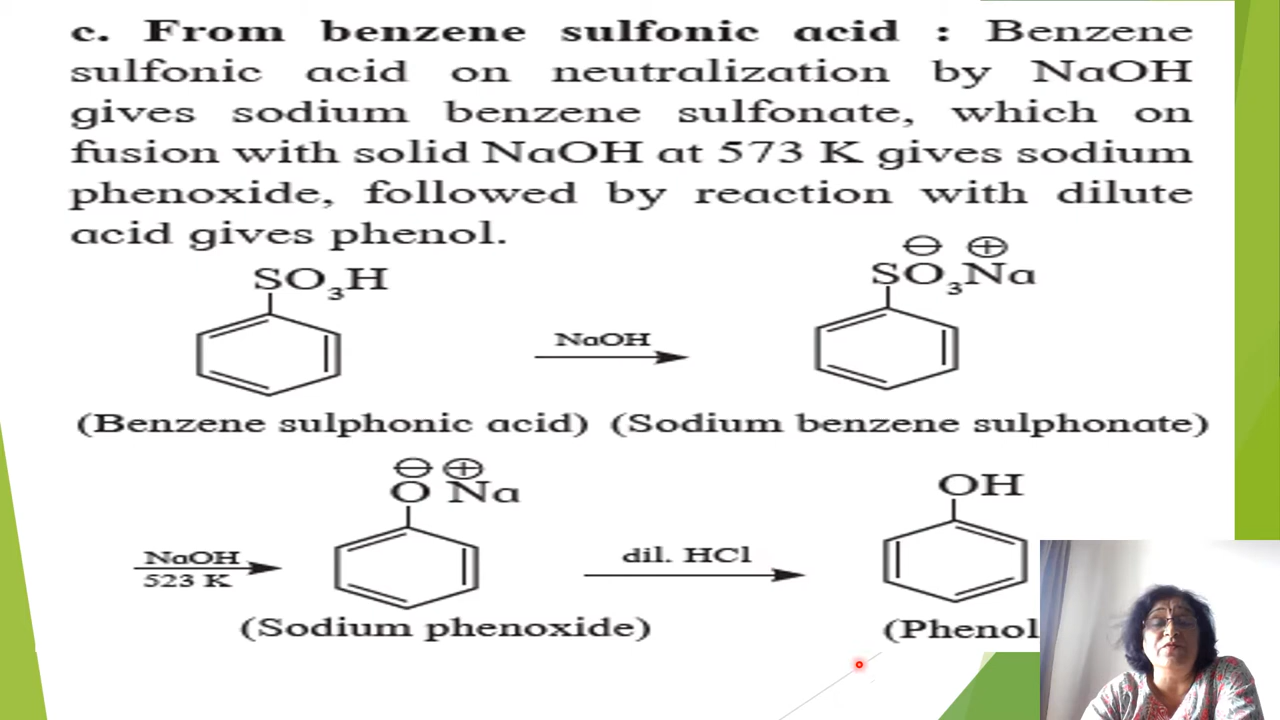 c. From benzene sulfonic acid : Benzene
sulfonic acid on neutralization by NaOH
gives sodium benzene sulfonate, which on
fusion with solid NaOH at 573 K gives sodium
phenoxide, followed by reaction with dilute
acid gives phenol.
SO₃H
⊖ ⊕
SO₃Na
NaOH
(Benzene sulphonic acid) (Sodium benzene sulphonate)
⊖ ⊕
O Na
OH
NaOH
523 K
dil. HCl
(Sodium phenoxide)
(Phenol